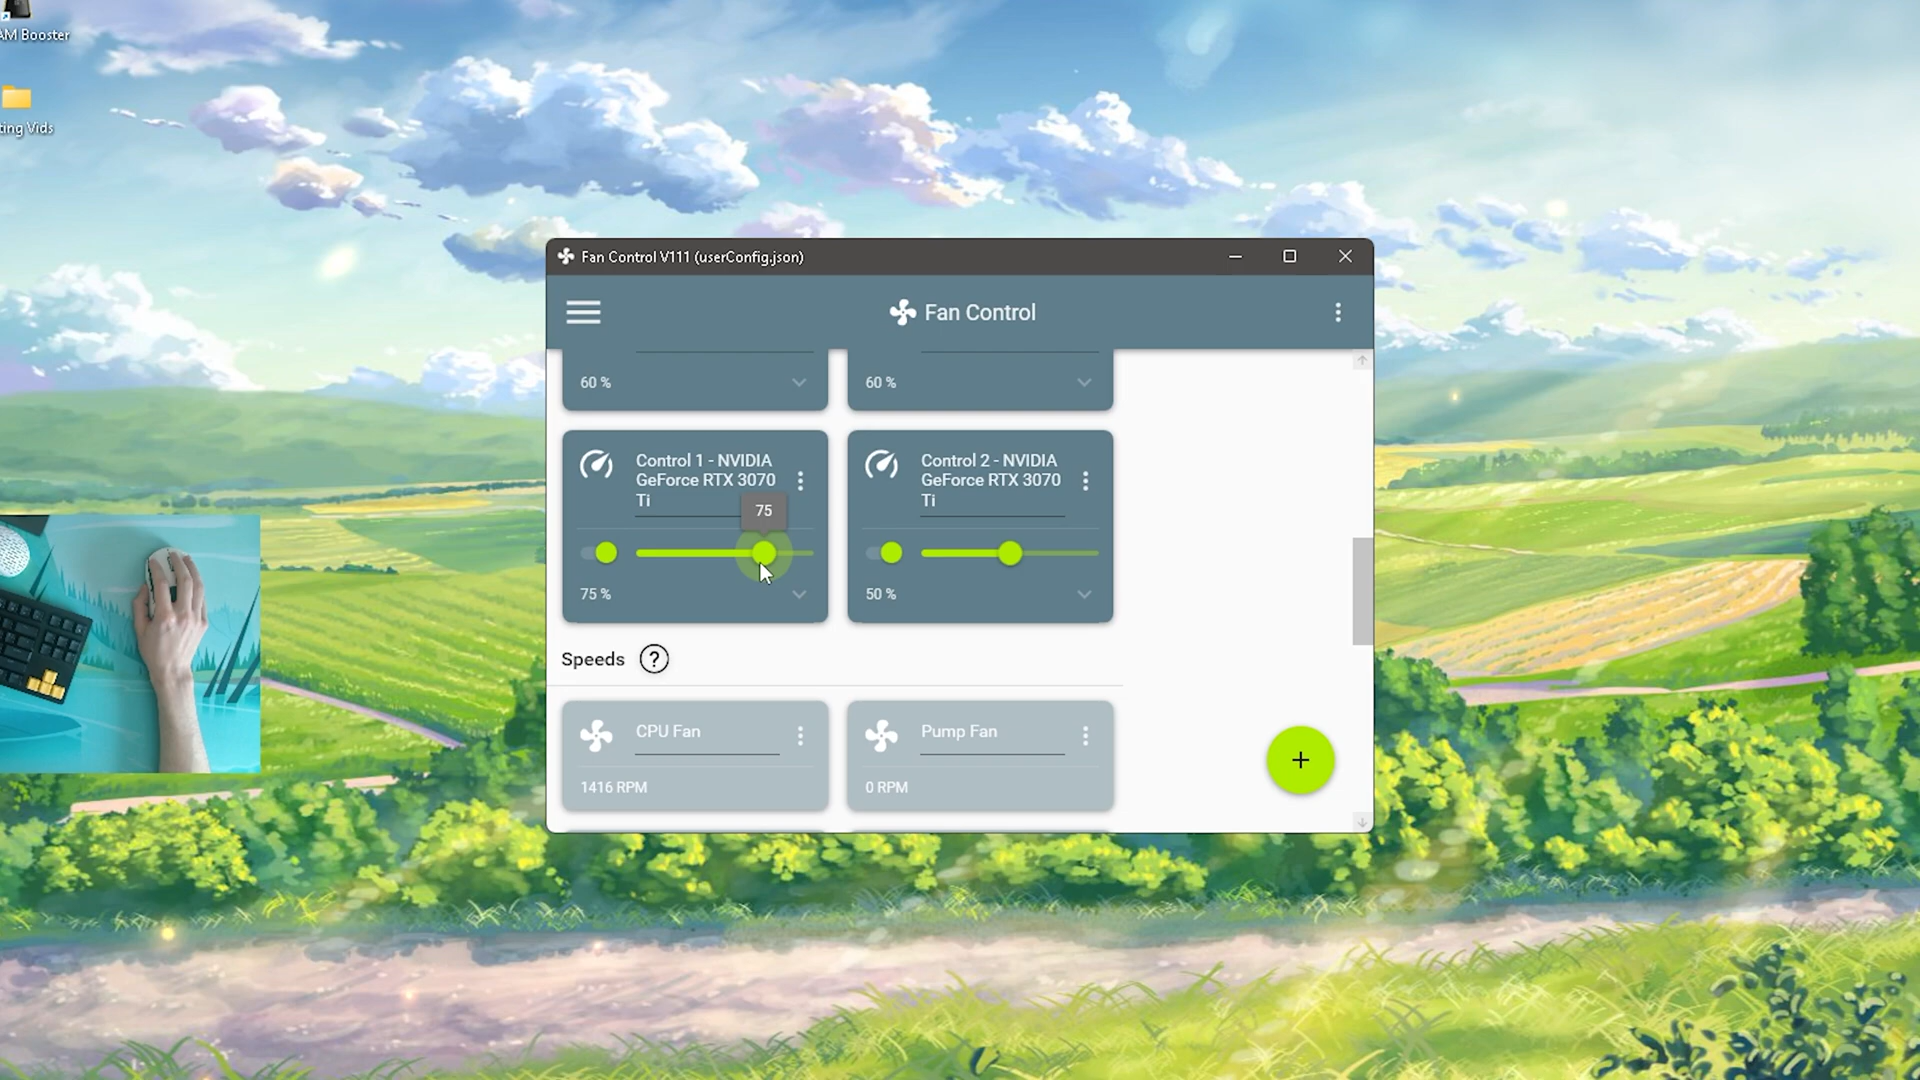 AM Booster
ting Vids
Fan Control V111 (userConfig.json)
Fan Control
60 %
60 %
Control 1 - NVIDIA
GeForce RTX 3070
Ti
75
75 %
Control 2 - NVIDIA
GeForce RTX 3070
Ti
50 %
Speeds ?
CPU Fan
1416 RPM
Pump Fan
0 RPM